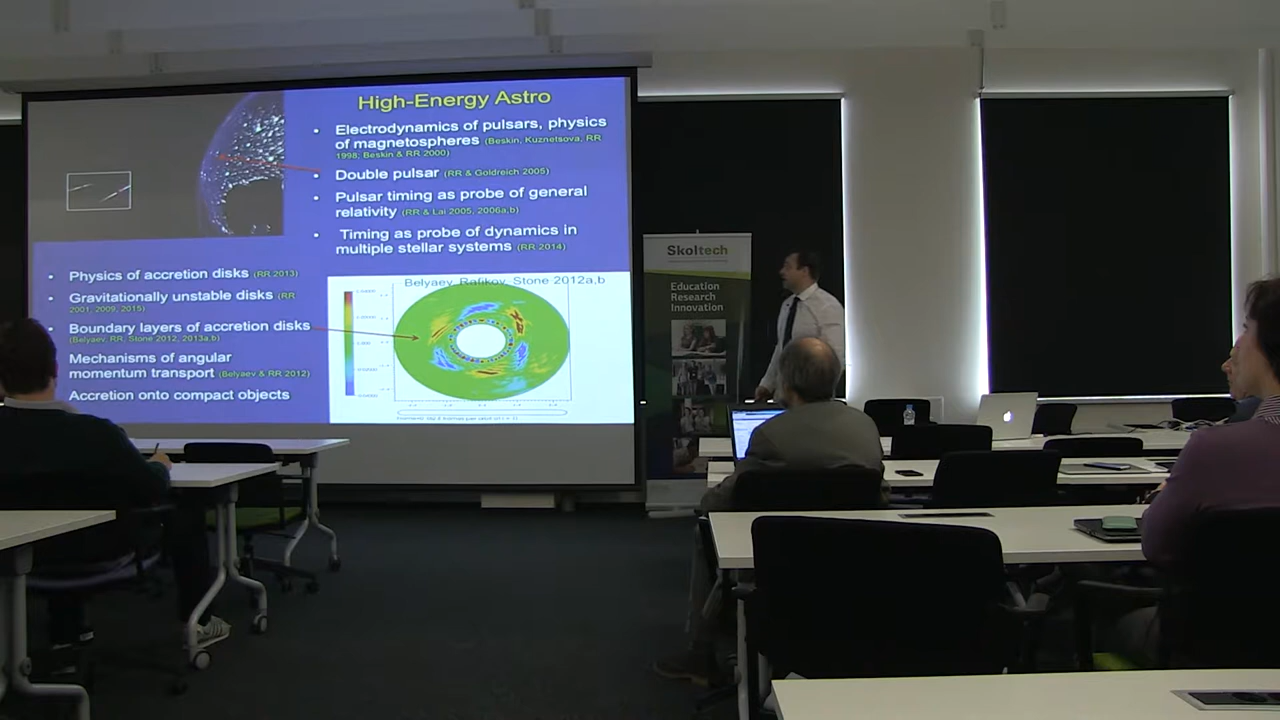 High-Energy Astro
Electrodynamics of pulsars, physics
of magnetospheres (Beskin, Kuznetsova, RR
1998; Beskin & RR 2000)
Double pulsar (RR & Goldreich 2005)
Pulsar timing as probe of general
relativity (RR & Lai 2005, 2006a,b)
Timing as probe of dynamics in
multiple stellar systems (RR 2014)
Physics of accretion disks (RR 2013)
Gravitationally unstable disks (RR
2001, 2009, 2015)
Boundary layers of accretion disks
(Belyaev, RR, Stone 2012, 2013a,b)
Mechanisms of angular
momentum transport (Belyaev & RR 2012)
Accretion onto compact objects
Belyaev, Rafikov, Stone 2012a,b
Skoltech
Education
Research
Innovation